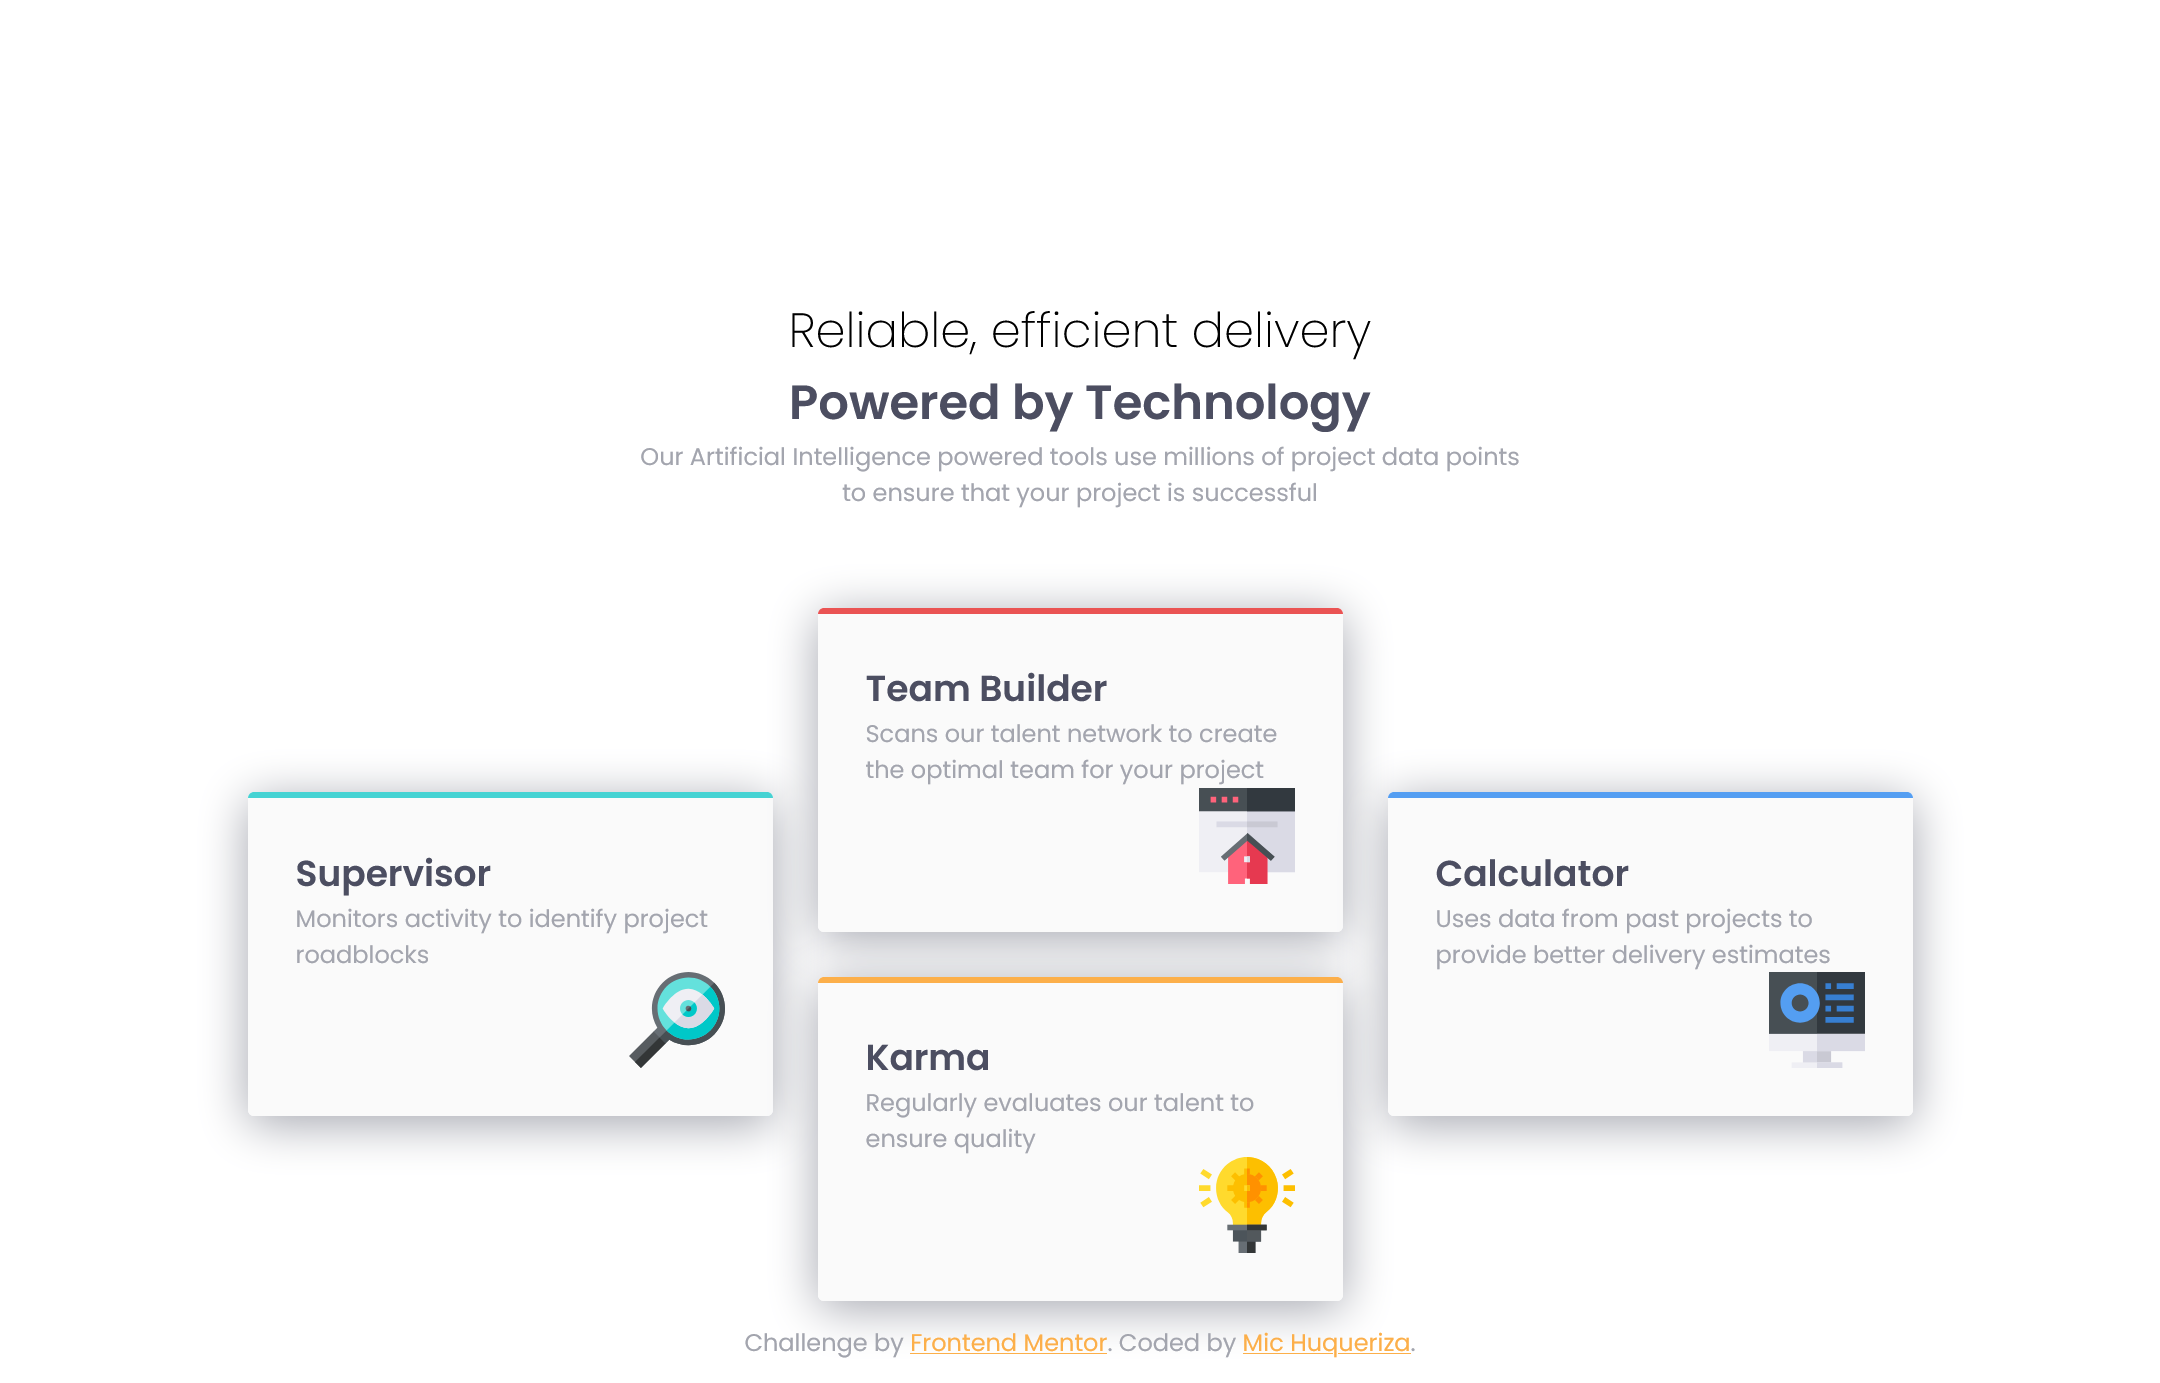 Reliable, efficient delivery
Powered by Technology
Our Artificial Intelligence powered tools use millions of project data points
to ensure that your project is successful
Supervisor
Monitors activity to identify project
roadblocks
Team Builder
Scans our talent network to create
the optimal team for your project
Karma
Regularly evaluates our talent to
ensure quality
Calculator
Uses data from past projects to
provide better delivery estimates
Challenge by Frontend Mentor. Coded by Mic Huqueriza.